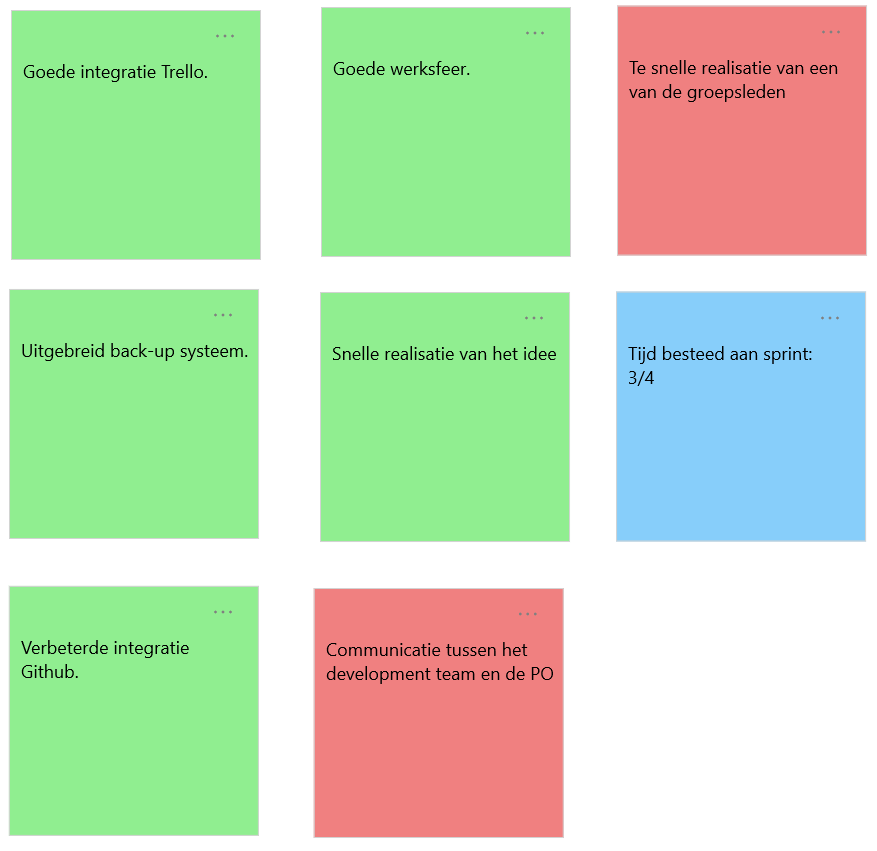 Goede integratie Trello.
Goede werksfeer.
Te snelle realisatie van een
van de groepsleden
Uitgebreid back-up systeem.
Snelle realisatie van het idee
Tijd besteed aan sprint:
3/4
Verbeterde integratie
Github.
Communicatie tussen het
development team en de PO